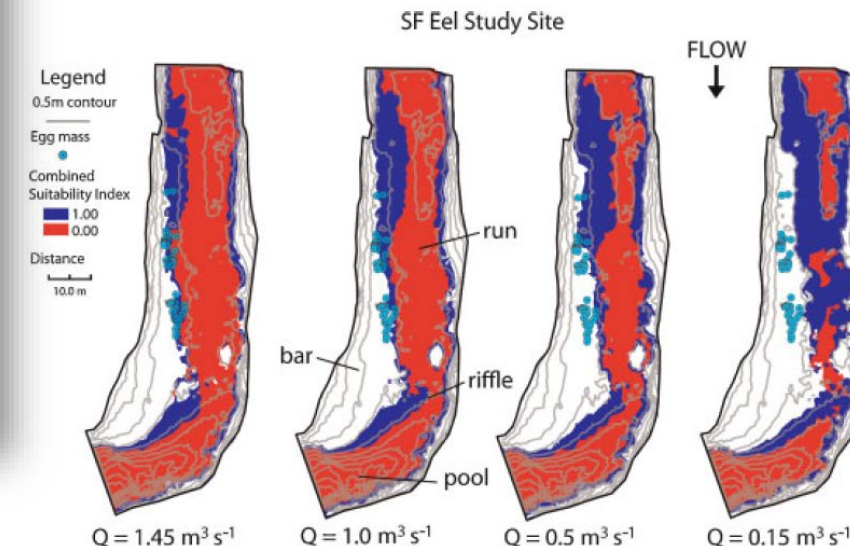 SF Eel Study Site
FLOW
Legend
0.5m contour
Egg mass
Combined
Suitability Index
1.00
0.00
Distance
10.0 m
run
bar
riffle
pool
Q = 1.45 m³ s⁻¹
Q = 1.0 m³ s⁻¹
Q = 0.5 m³ s⁻¹
Q = 0.15 m³ s⁻¹